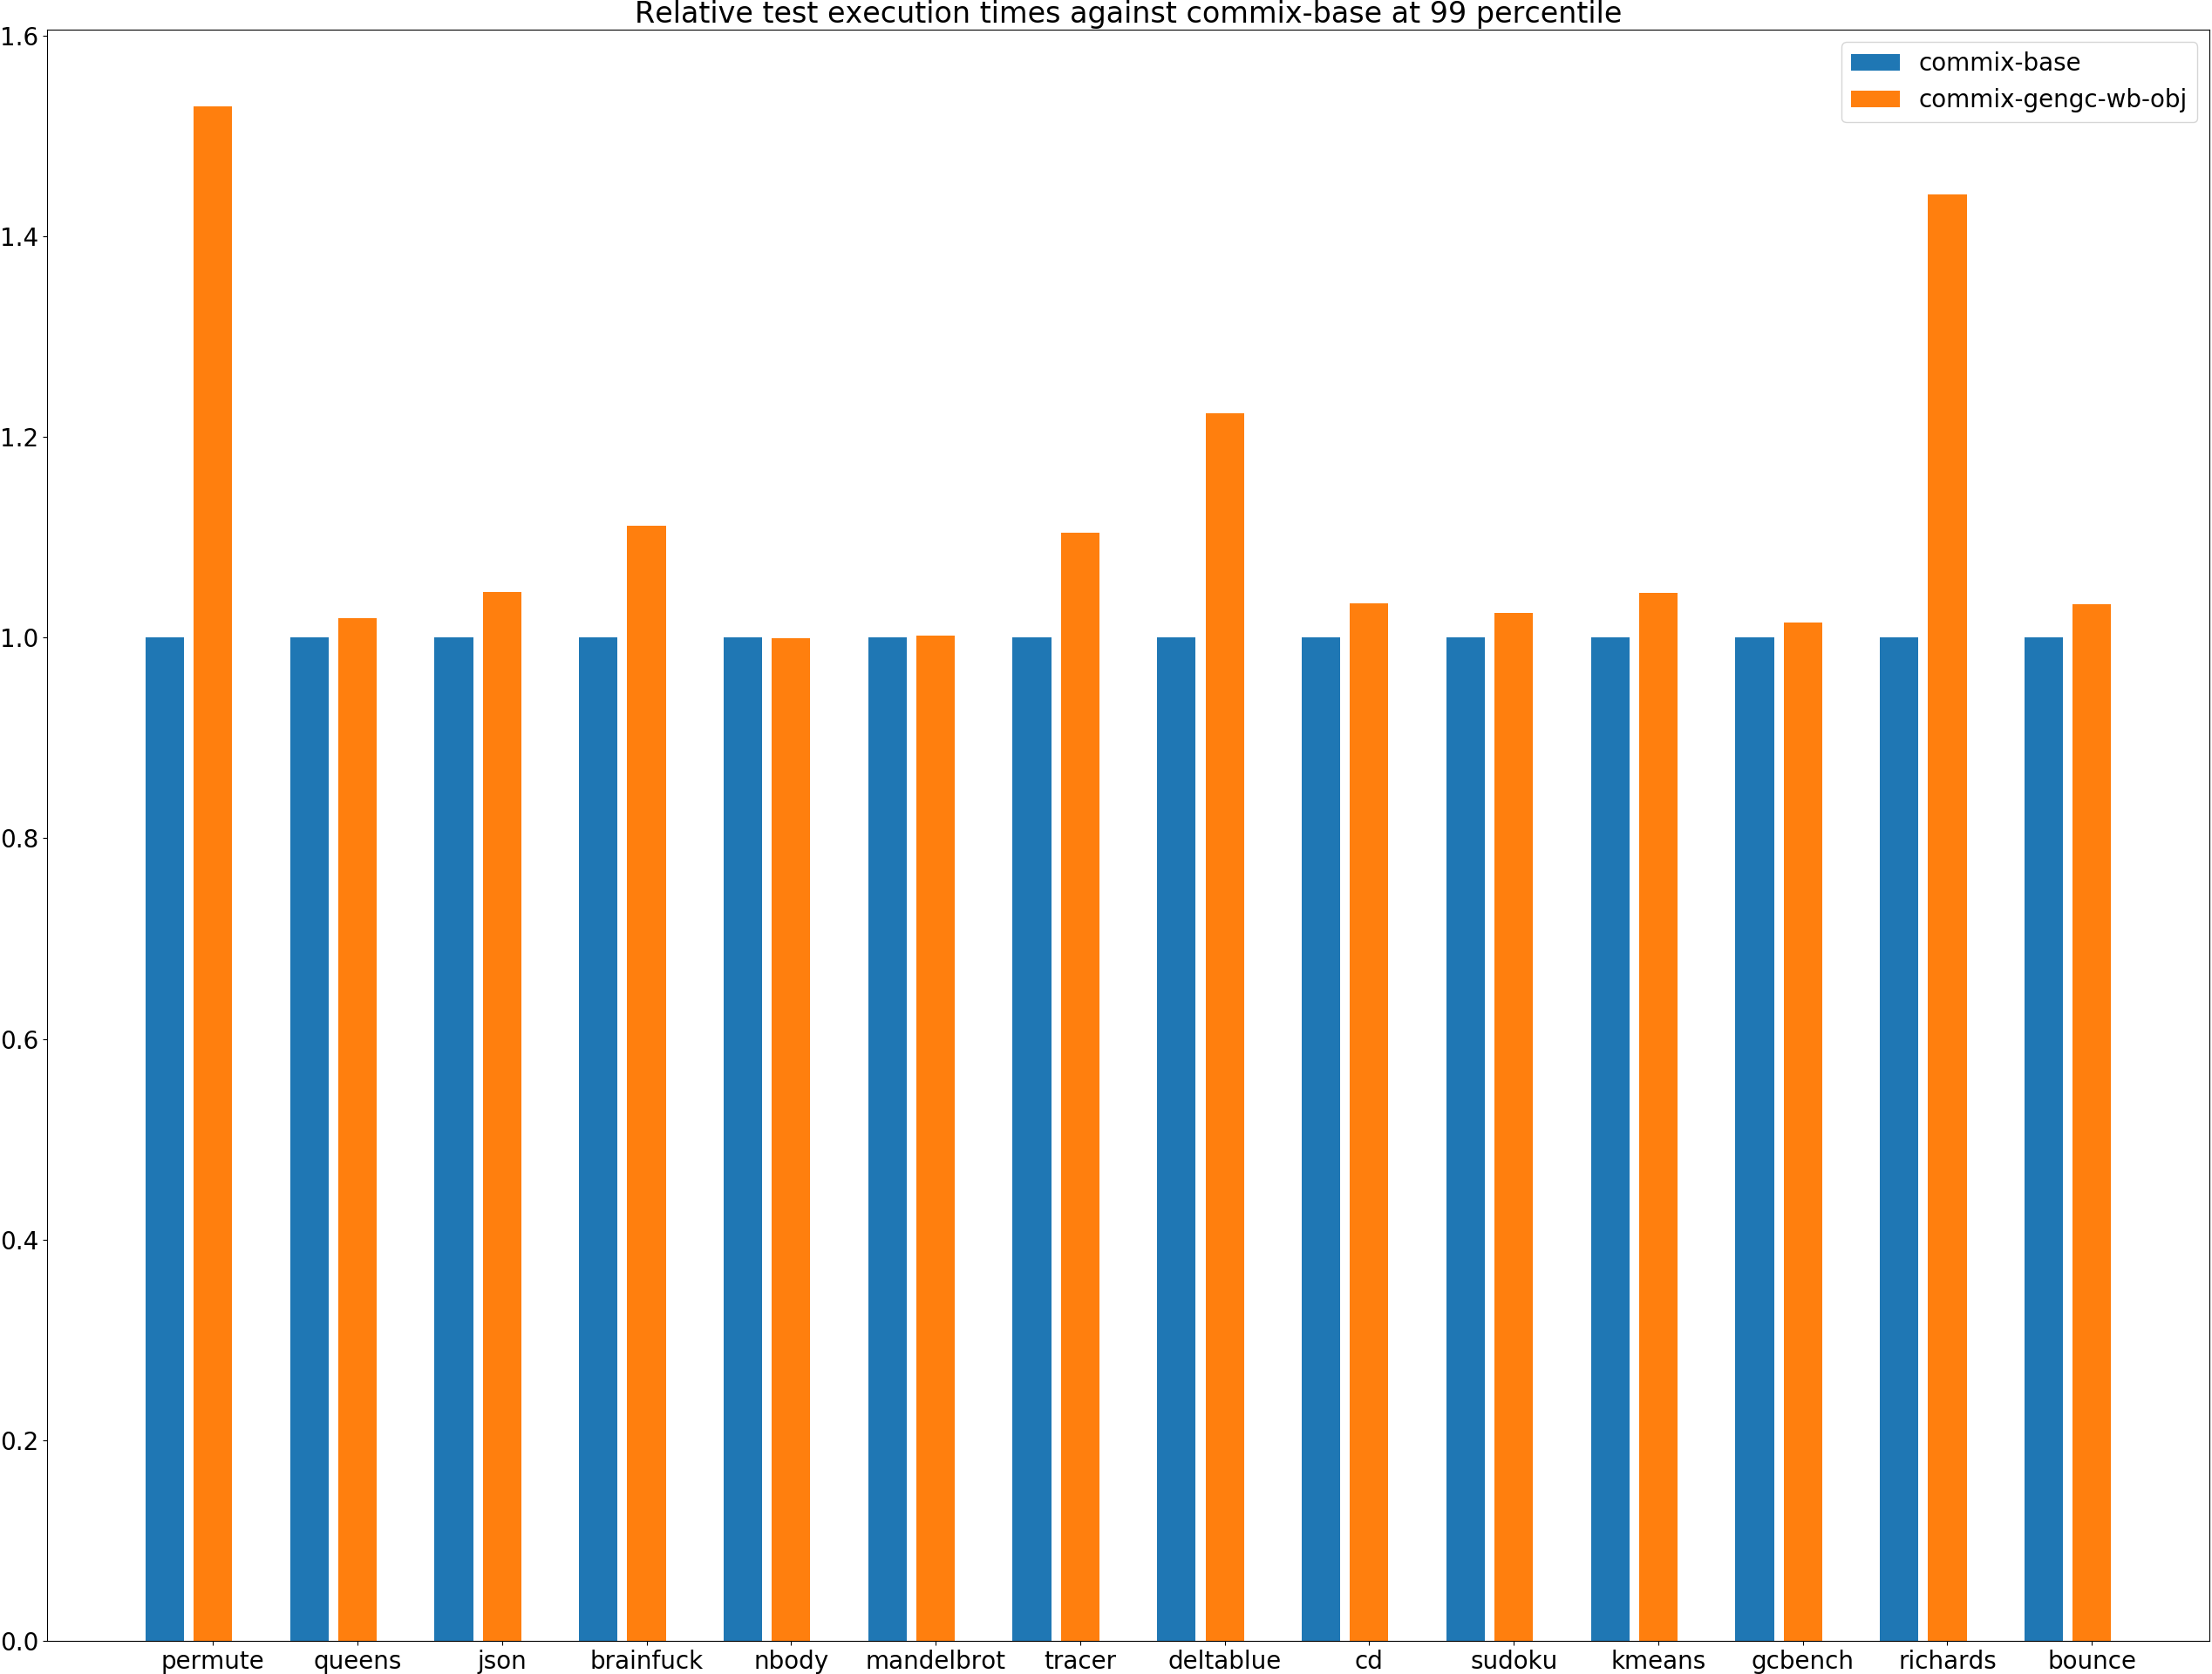 Relative test execution times against commix-base at 99 percentile
commix-base
commix-gengc-wb-obj
1.6
1.4
1.2
1.0
0.8
0.6
0.4
0.2
0.0
permute queens json brainfuck nbody mandelbrot tracer deltablue cd sudoku kmeans gcbench richards bounce